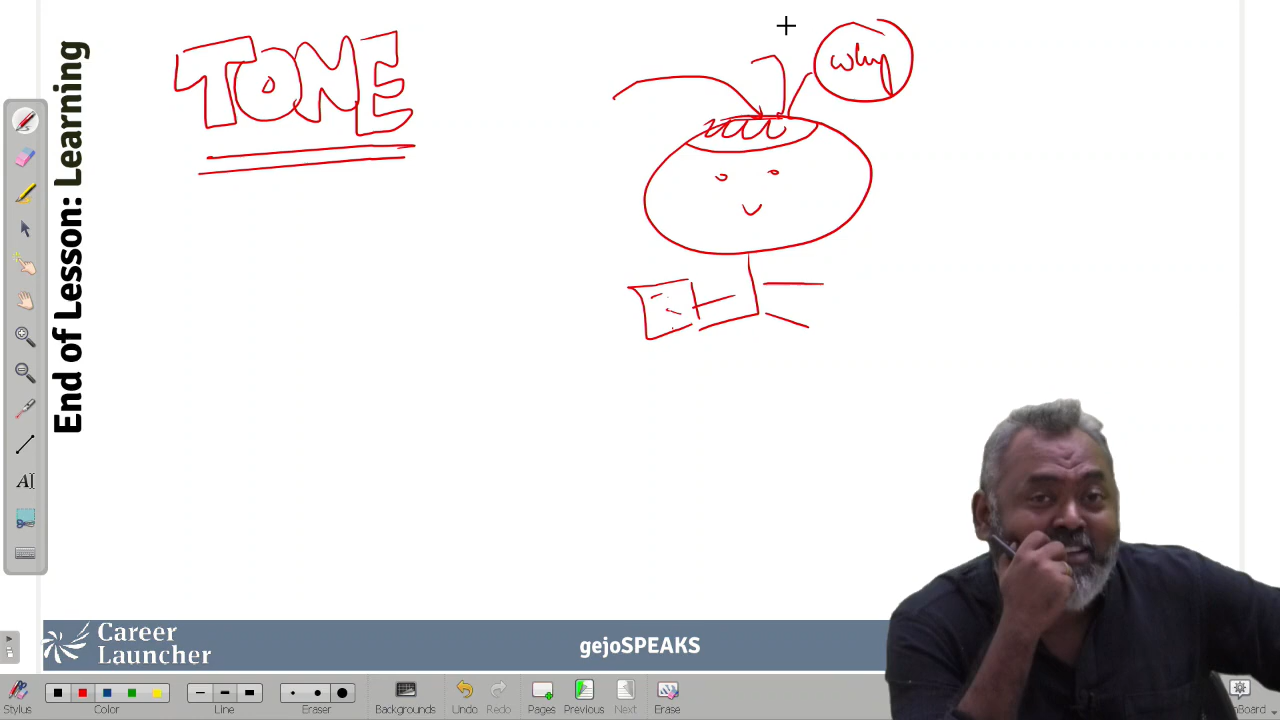 End of Lesson: Learning
TONE
why
Career
Launcher
gejoSPEAKS
AI
Stylus
Color
Line
Eraser
Backgrounds
Undo
Redo
Pages
Previous
Next
Erase